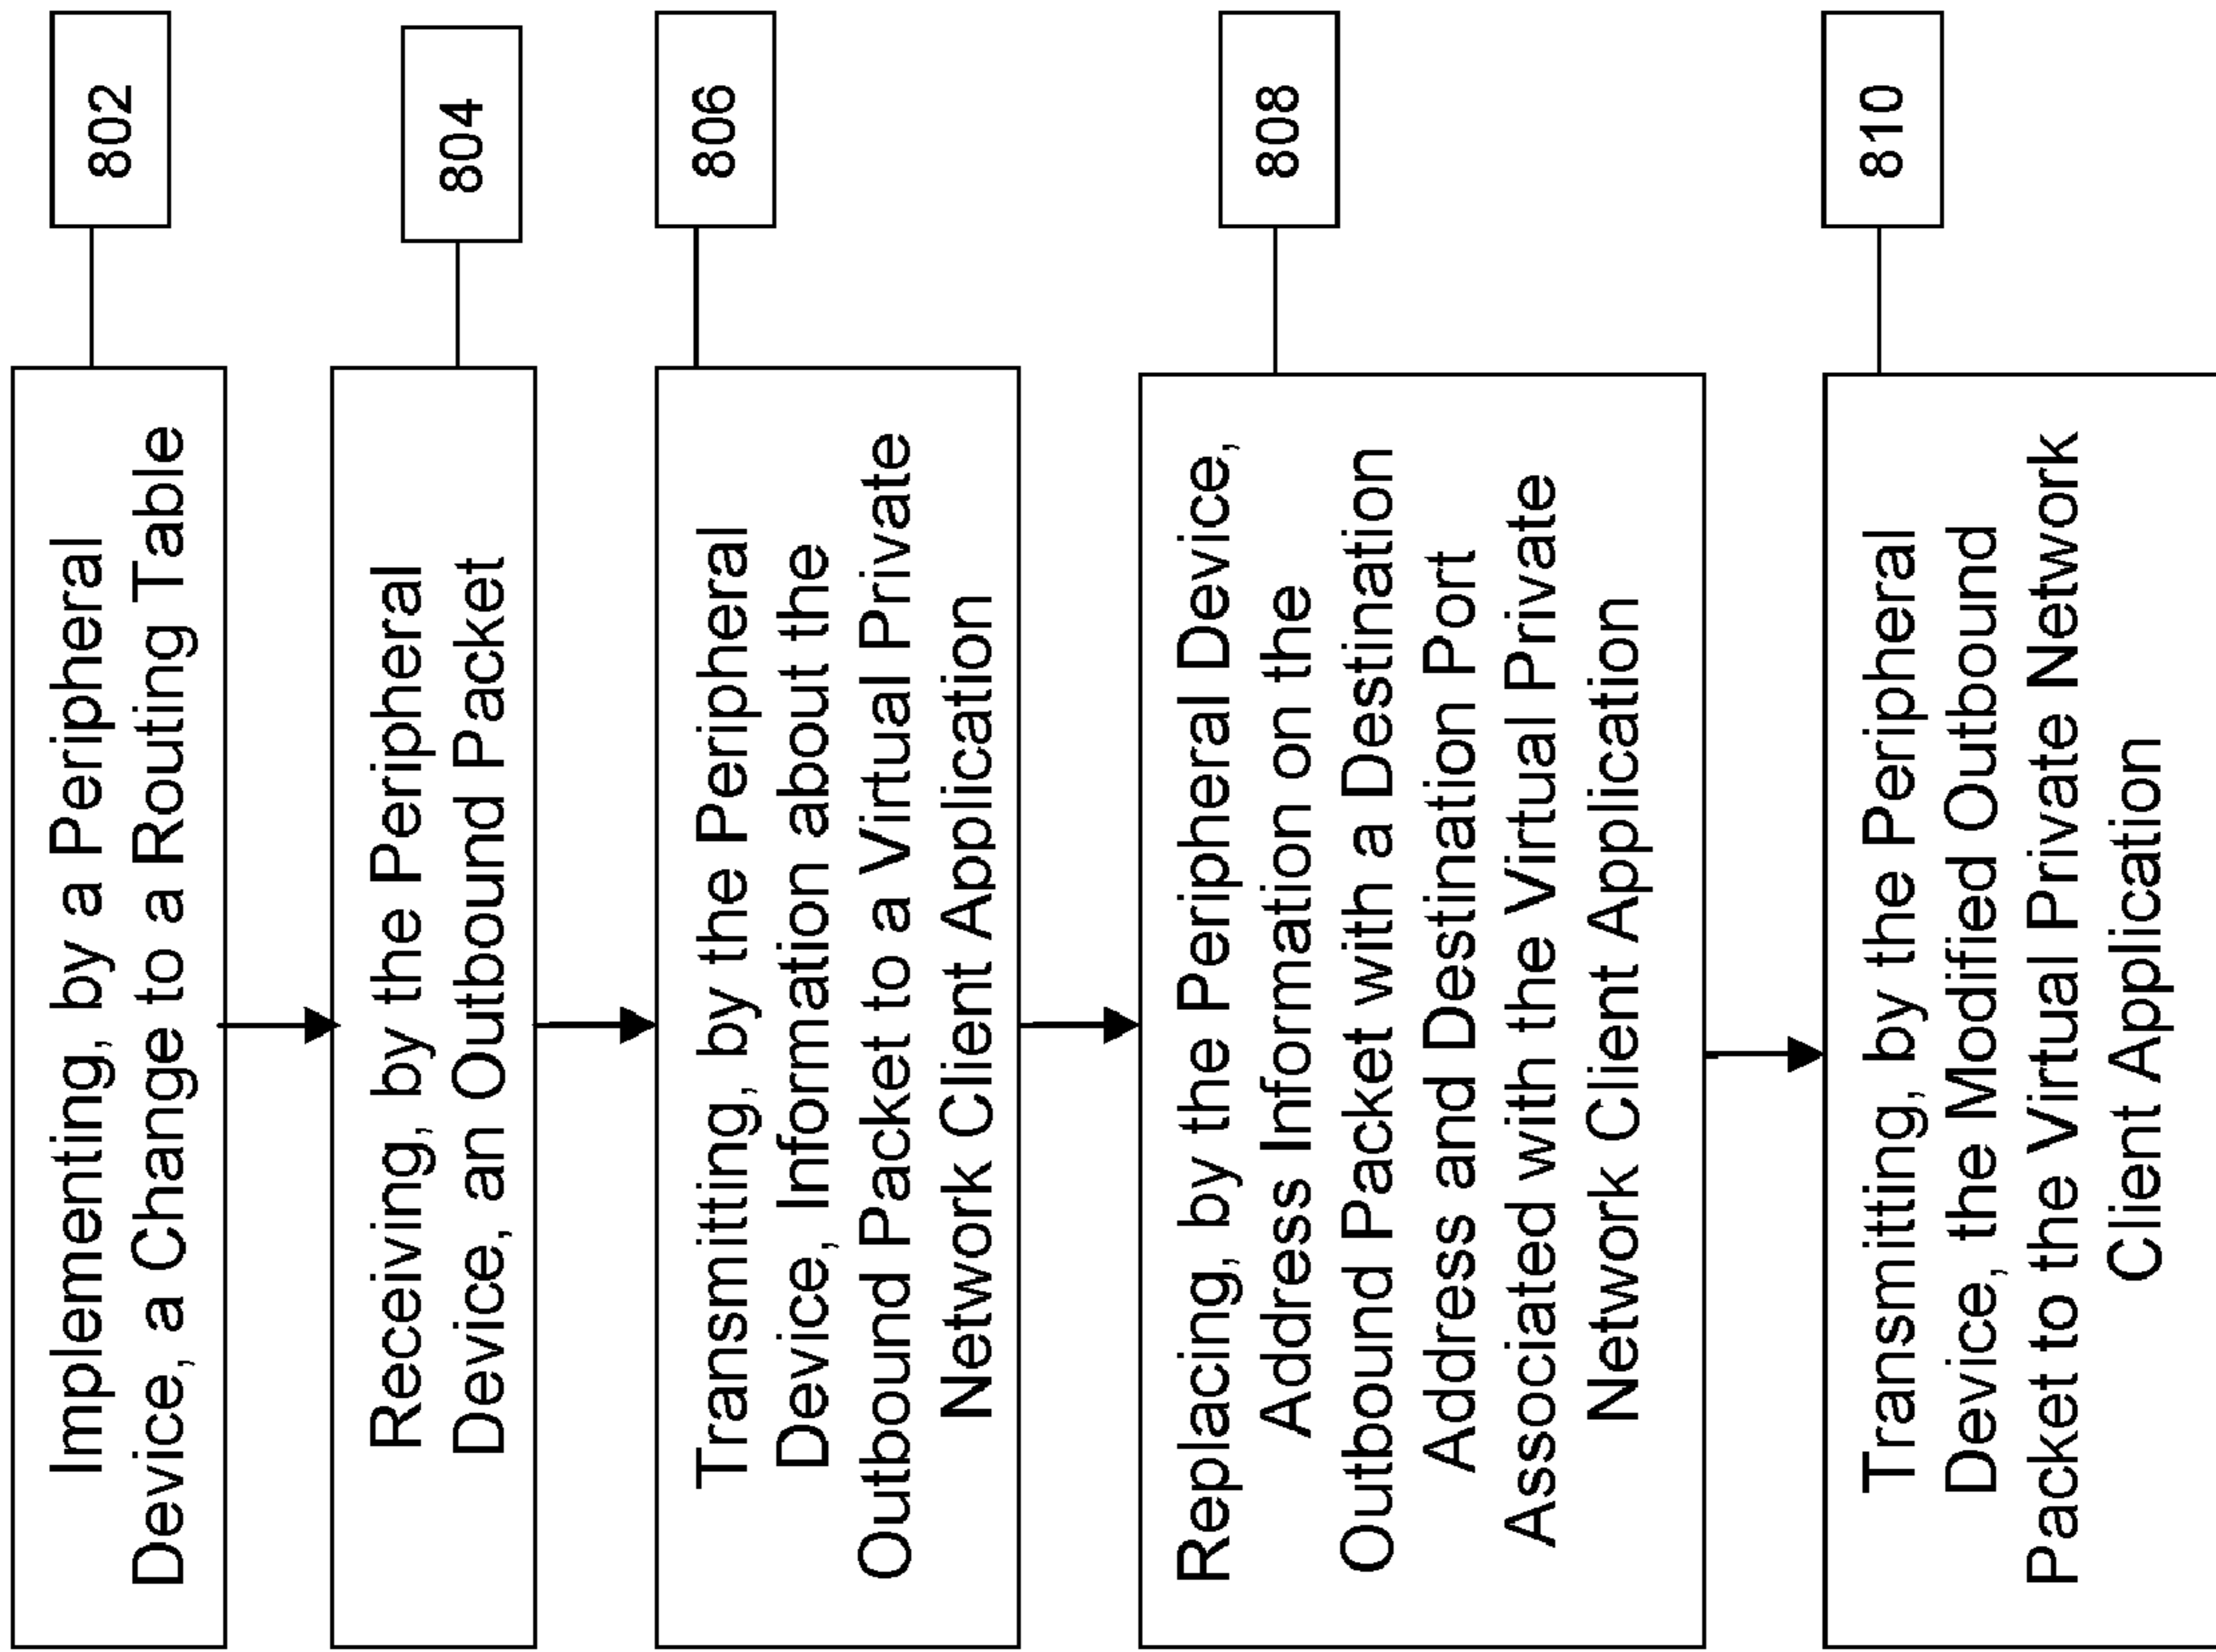 Implementing, by a Peripheral
Device, a Change to a Routing Table
802
Receiving, by the Peripheral
Device, an Outbound Packet
804
Transmitting, by the Peripheral
Device, Information about the
Outbound Packet to a Virtual Private
Network Client Application
806
Replacing, by the Peripheral Device,
Address Information on the
Outbound Packet with a Destination
Address and Destination Port
Associated with the Virtual Private
Network Client Application
808
Transmitting, by the Peripheral
Device, the Modified Outbound
Packet to the Virtual Private Network
Client Application
810